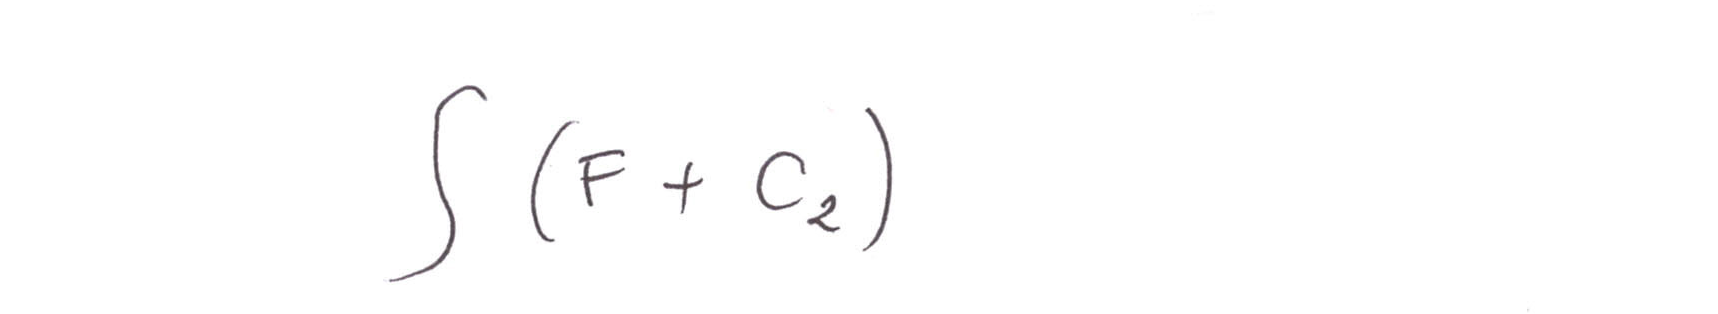 ∫ (F + C₂)